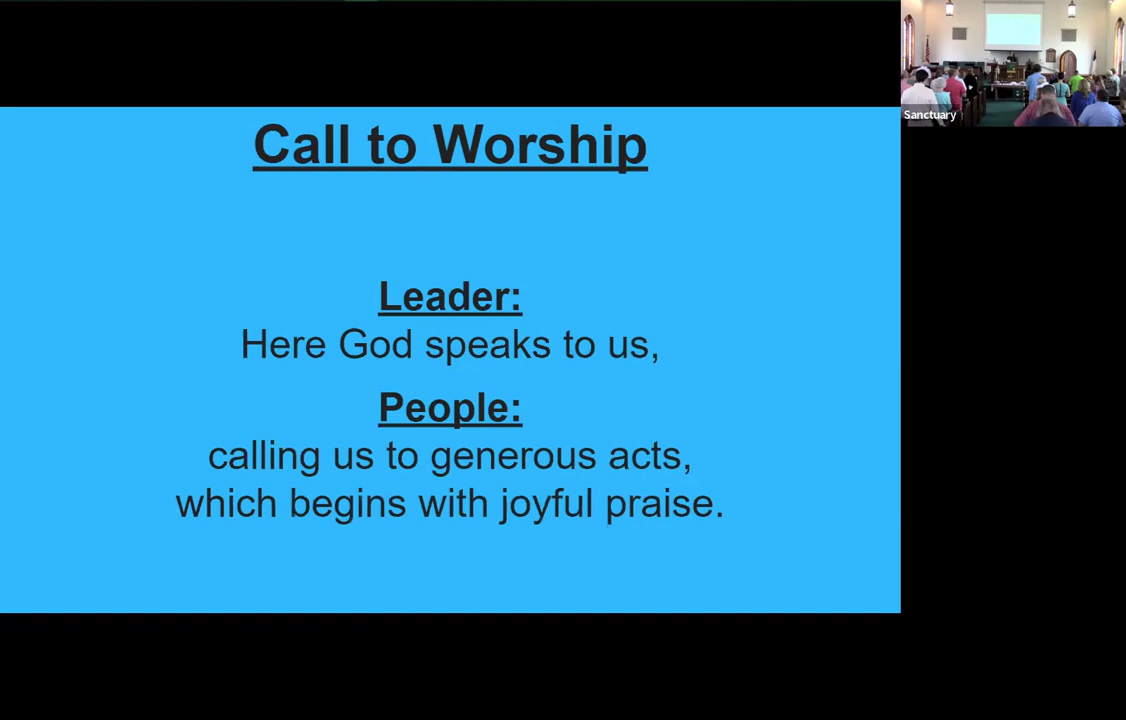 Call to Worship
Leader:
Here God speaks to us,
People:
calling us to generous acts,
which begins with joyful praise.
Sanctuary